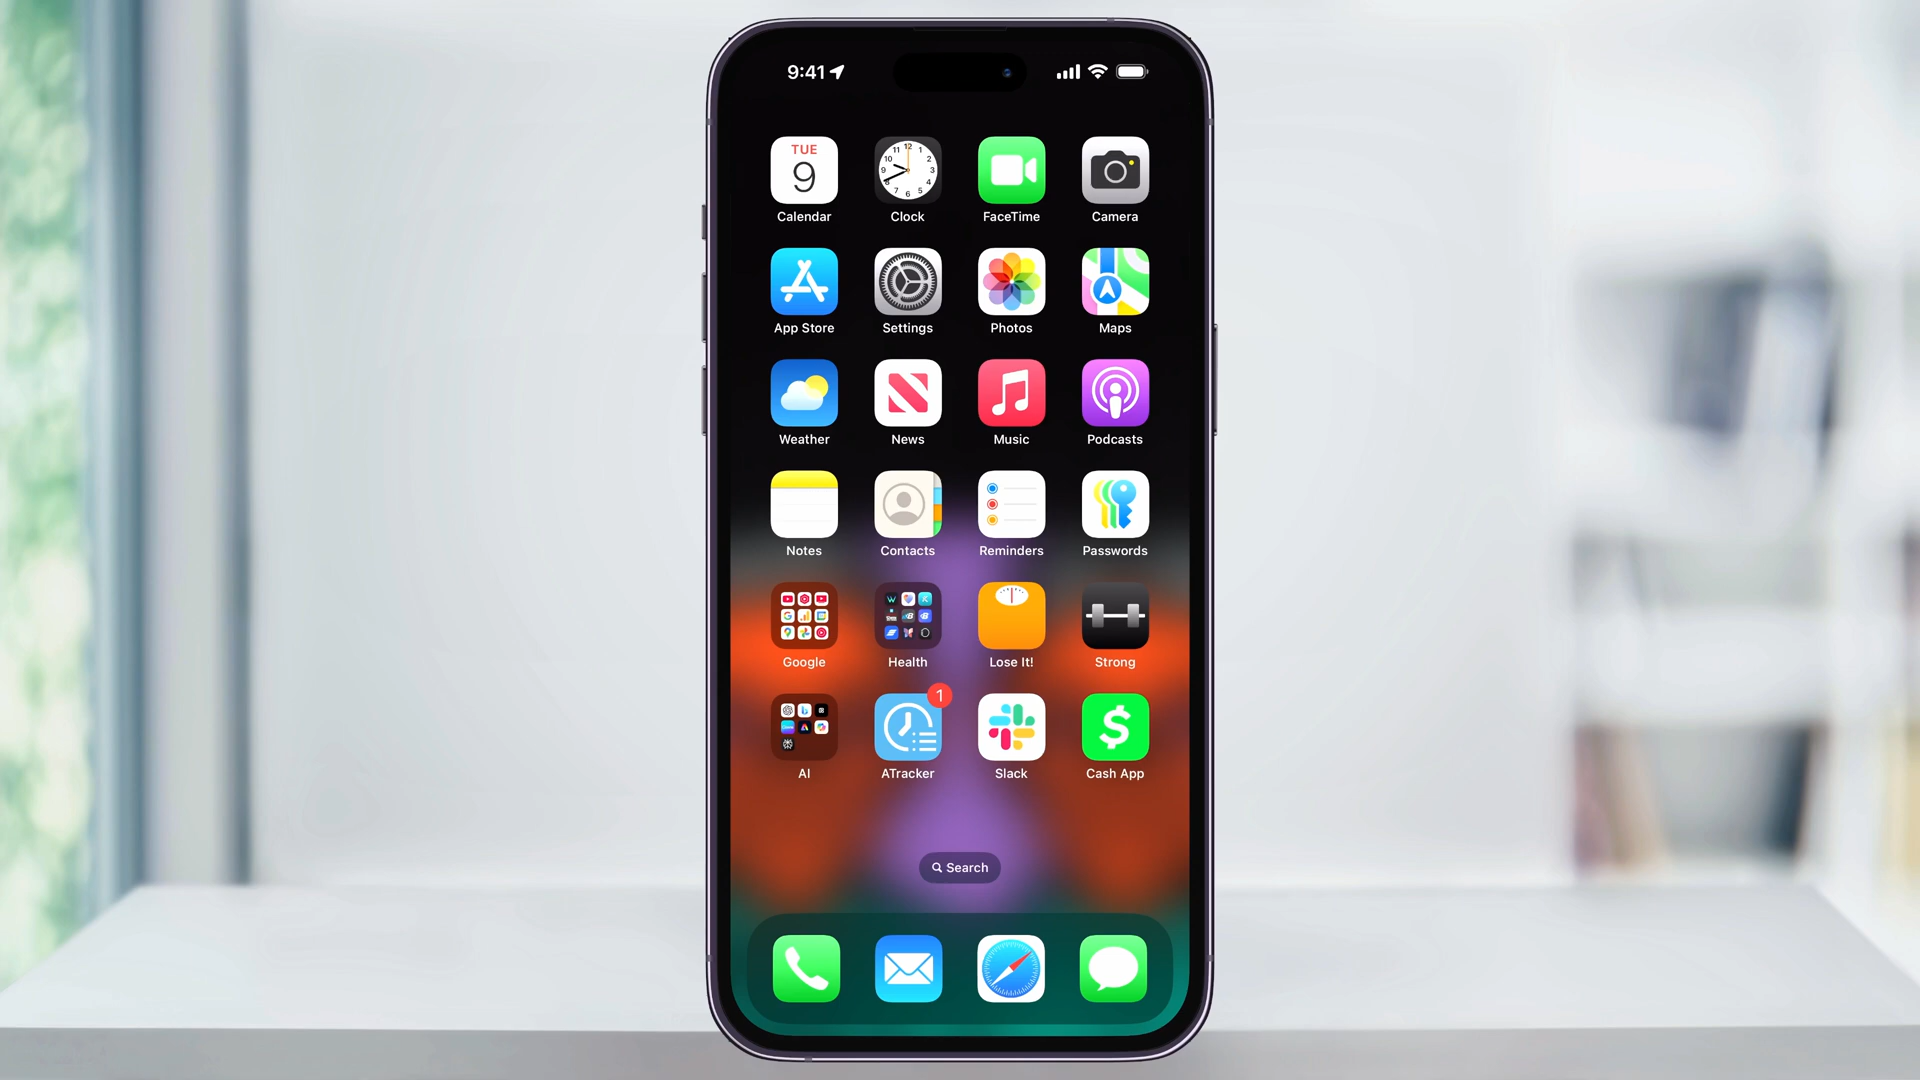 9:41
TUE
9
Calendar
Clock
FaceTime
Camera
App Store
Settings
Photos
Maps
Weather
News
Music
Podcasts
Notes
Contacts
Reminders
Passwords
Google
Health
Lose It!
Strong
1
AI
ATracker
Slack
Cash App
Search